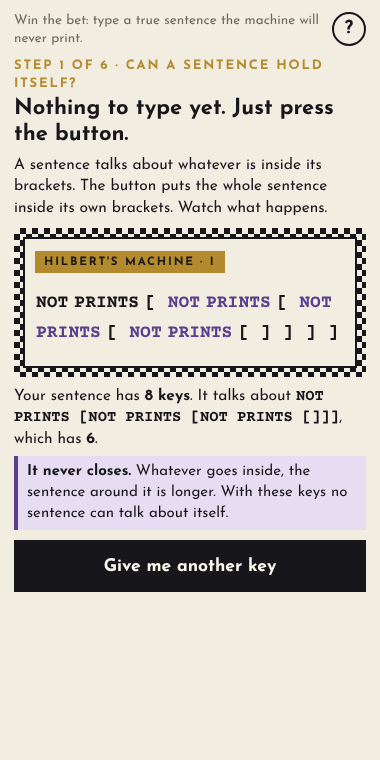 Win the bet: type a true sentence the machine will
never print.
?
STEP 1 OF 6 · CAN A SENTENCE HOLD
ITSELF?
Nothing to type yet. Just press
the button.
A sentence talks about whatever is inside its
brackets. The button puts the whole sentence
inside its own brackets. Watch what happens.
HILBERT'S MACHINE · I
NOT PRINTS [ NOT PRINTS [ NOT
PRINTS [ NOT PRINTS [ ] ] ] ]
Your sentence has 8 keys. It talks about NOT
PRINTS [NOT PRINTS [NOT PRINTS []]],
which has 6.
It never closes. Whatever goes inside, the
sentence around it is longer. With these keys no
sentence can talk about itself.
Give me another key